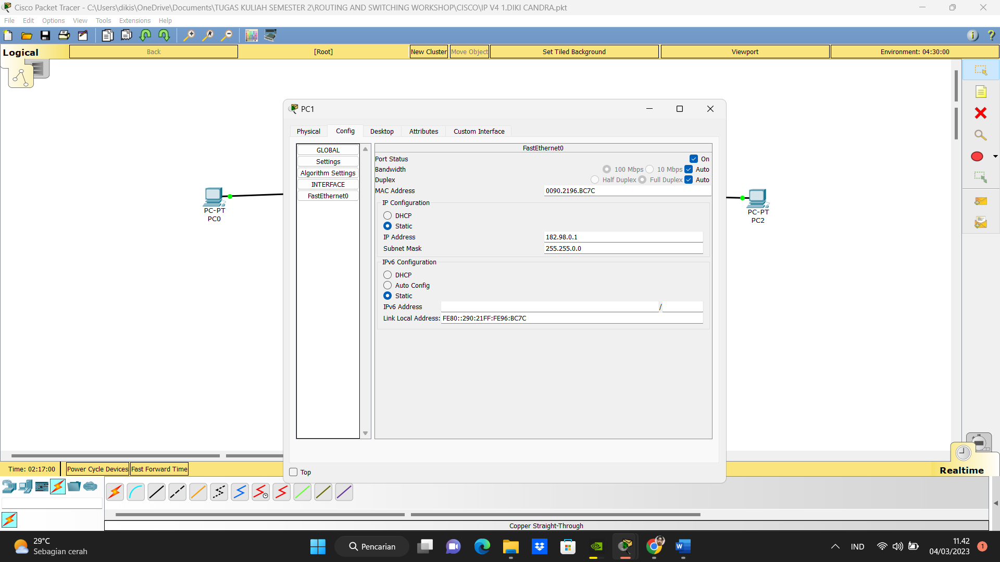 Cisco Packet Tracer - C:\Users\dikis\OneDrive\Documents\TUGAS KULIAH SEMESTER 2\ROUTING AND SWITCHING WORKSHOP\CISCO\IP V4 1.DIKI CANDRA.pkt
File Edit Options View Tools Extensions Help
Logical Back [Root] New Cluster Move Object Set Tiled Background Viewport Environment: 04:30:00
PC1
Physical Config Desktop Attributes Custom Interface
GLOBAL
Settings
Algorithm Settings
INTERFACE
FastEthernet0
FastEthernet0
Port Status On
Bandwidth 100 Mbps 10 Mbps Auto
Duplex Half Duplex Full Duplex Auto
MAC Address 0090.2196.BC7C
IP Configuration
DHCP
Static
IP Address 182.98.0.1
Subnet Mask 255.255.0.0
IPv6 Configuration
DHCP
Auto Config
Static
IPv6 Address /
Link Local Address: FE80::290:21FF:FE96:BC7C
Top
PC-PT
PC0
PC-PT
PC2
Time: 02:17:00 Power Cycle Devices Fast Forward Time Realtime
Copper Straight-Through
29°C
Sebagian cerah
Pencarian
IND
11.42
04/03/2023
1